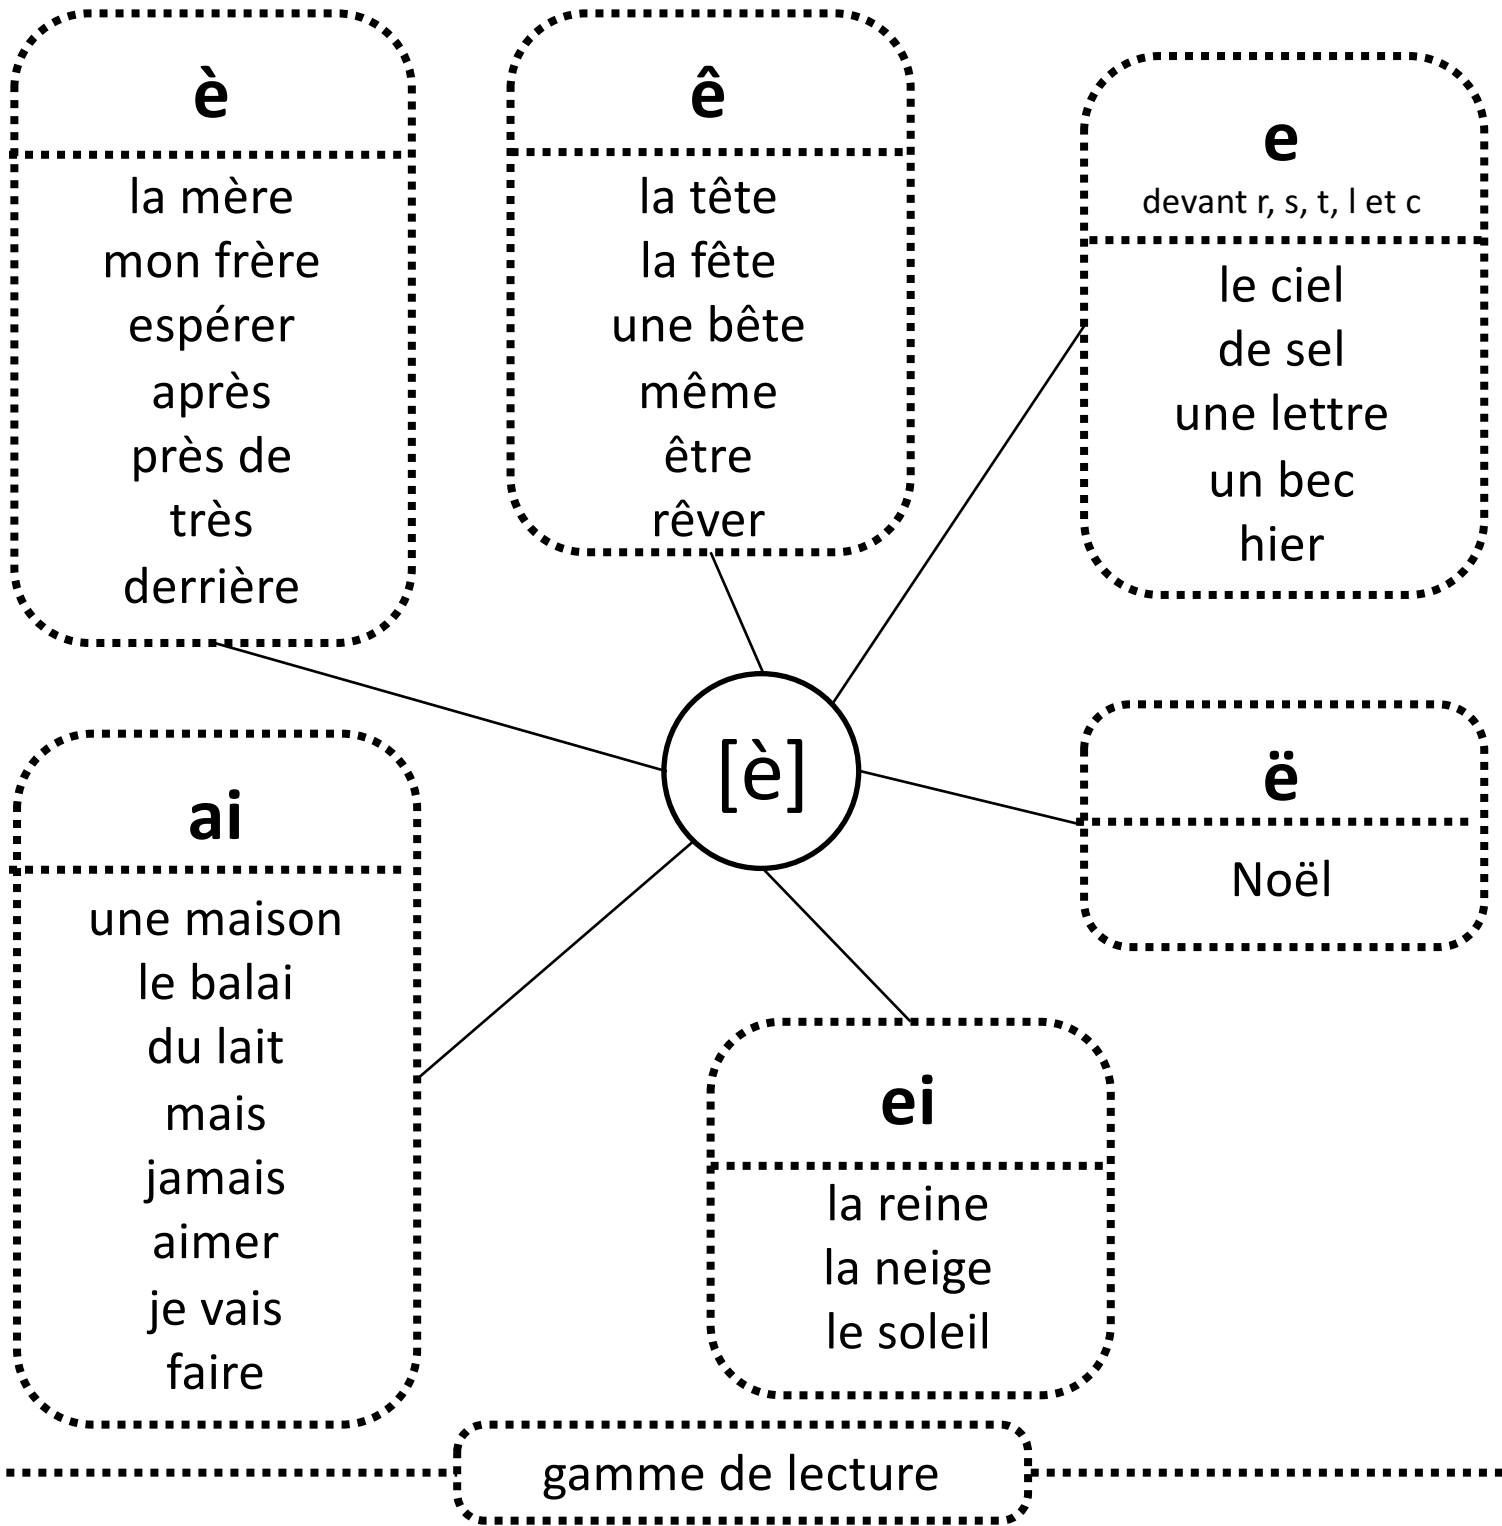 è
la mère
mon frère
espérer
après
près de
très
derrière
ê
la tête
la fête
une bête
même
être
rêver
e
devant r, s, t, l et c
le ciel
de sel
une lettre
un bec
hier
[è]
ë
Noël
ai
une maison
le balai
du lait
mais
jamais
aimer
je vais
faire
ei
la reine
la neige
le soleil
gamme de lecture